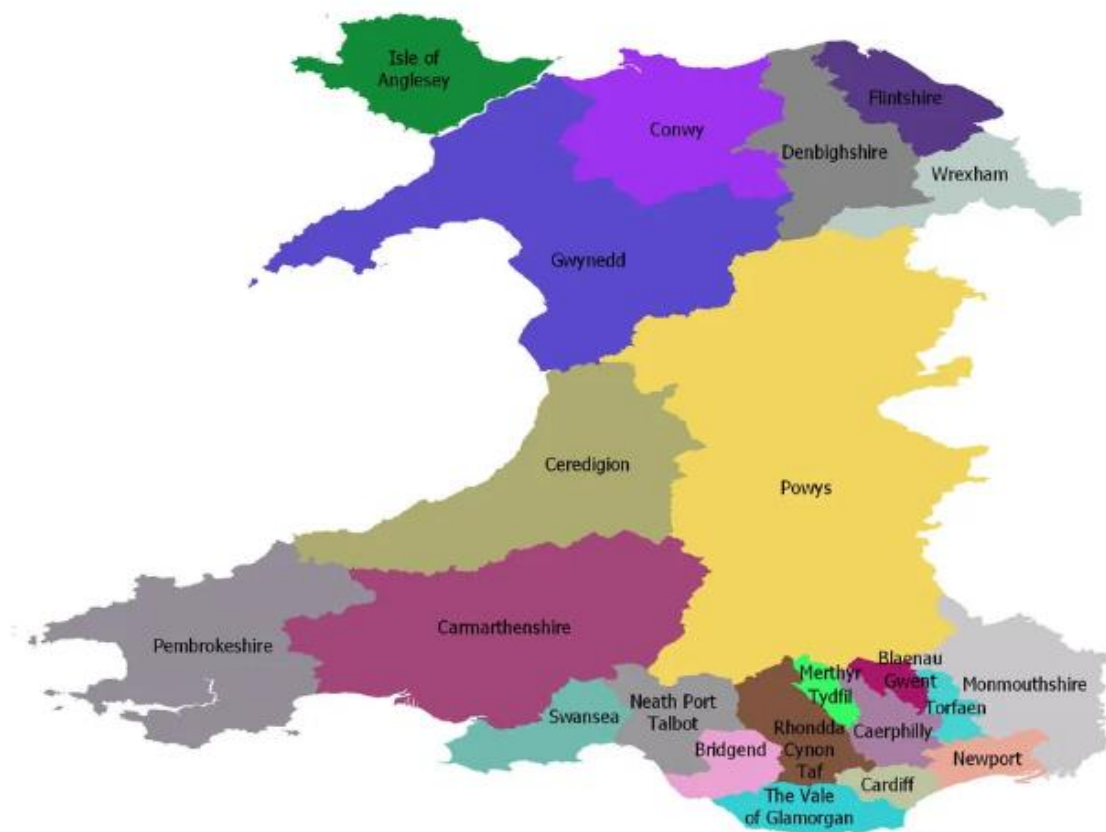 Isle of
Anglesey
Flintshire
Conwy
Denbighshire
Wrexham
Gwynedd
Ceredigion
Powys
Carmarthenshire
Pembrokeshire
Blaenau
Gwent
Merthyr
Tydfil
Monmouthshire
Neath Port
Talbot
Swansea
Torfaen
Rhondda
Cynon
Taf
Caerphilly
Bridgend
Newport
Cardiff
The Vale
of Glamorgan